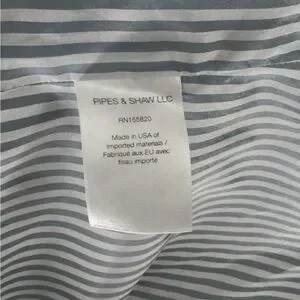 PIPES & SHAW LLC
RN155820
Made in USA of
imported materials /
Fabriqué aux EU avec
tissu importé